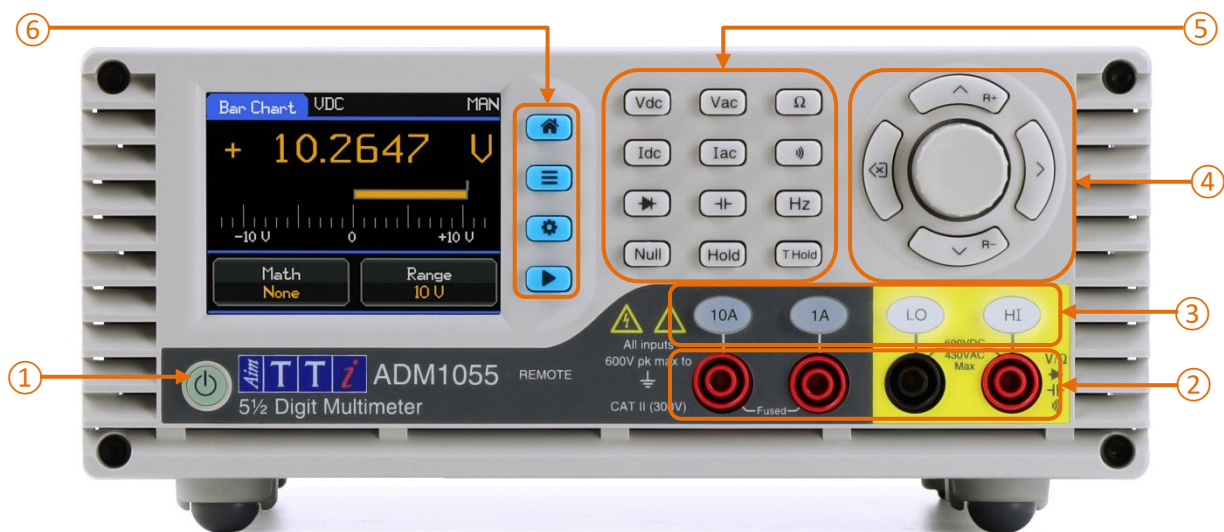 ⑥
⑤
Bar Chart VDC MAN
+ 10.2647 V
-10 V 0 +10 V
Math
None
Range
10 V
Vdc Vac Ω
Idc Iac
Hz
Null Hold T Hold
R+
R-
④
10A 1A LO HI
③
All inputs
600V pk max to
CAT II (300V)
Fused
600VDC
430VAC
Max
V/Ω
②
①
Aim TTi ADM1055 REMOTE
5½ Digit Multimeter